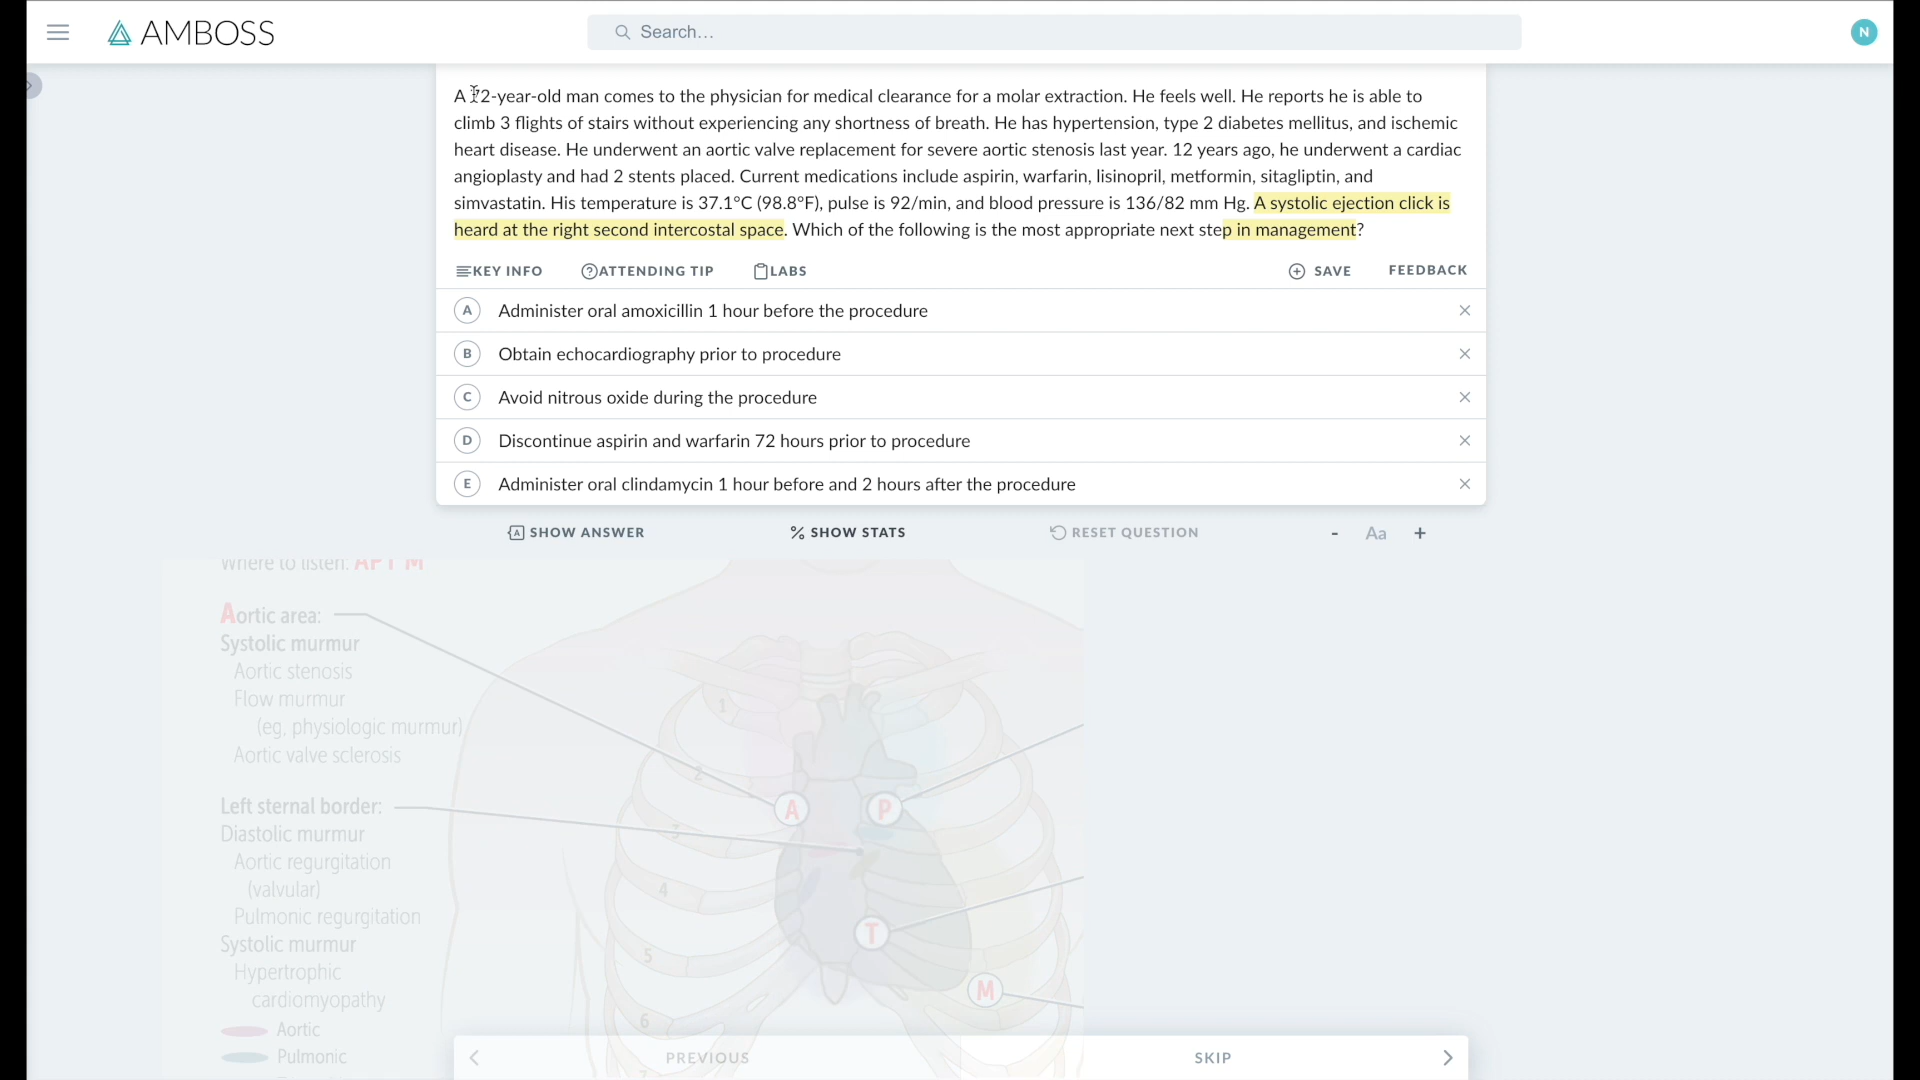 AMBOSS
Search...
N
A 72-year-old man comes to the physician for medical clearance for a molar extraction. He feels well. He reports he is able to
climb 3 flights of stairs without experiencing any shortness of breath. He has hypertension, type 2 diabetes mellitus, and ischemic
heart disease. He underwent an aortic valve replacement for severe aortic stenosis last year. 12 years ago, he underwent a cardiac
angioplasty and had 2 stents placed. Current medications include aspirin, warfarin, lisinopril, metformin, sitagliptin, and
simvastatin. His temperature is 37.1°C (98.8°F), pulse is 92/min, and blood pressure is 136/82 mm Hg. A systolic ejection click is
heard at the right second intercostal space. Which of the following is the most appropriate next step in management?
KEY INFO ATTENDING TIP LABS SAVE FEEDBACK
A Administer oral amoxicillin 1 hour before the procedure
B Obtain echocardiography prior to procedure
C Avoid nitrous oxide during the procedure
D Discontinue aspirin and warfarin 72 hours prior to procedure
E Administer oral clindamycin 1 hour before and 2 hours after the procedure
SHOW ANSWER SHOW STATS RESET QUESTION - Aa +
Where to listen: APT M
Aortic area:
Systolic murmur
Aortic stenosis
Flow murmur
(eg, physiologic murmur)
Aortic valve sclerosis
Left sternal border:
Diastolic murmur
Aortic regurgitation
(valvular)
Pulmonic regurgitation
Systolic murmur
Hypertrophic
cardiomyopathy
Aortic
Pulmonic
1
2
A P
3
4
T
5
M
6
PREVIOUS SKIP